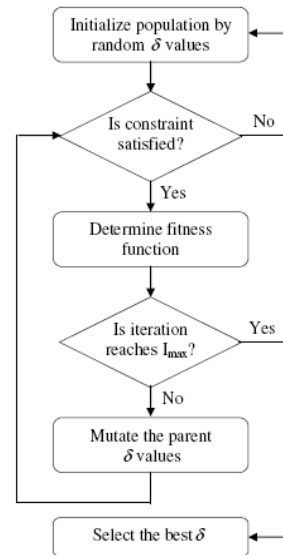 Initialize population by
random δ values
Is constraint
satisfied?
No
Yes
Determine fitness
function
Is iteration
reaches Imax?
Yes
No
Mutate the parent
δ values
Select the best δ